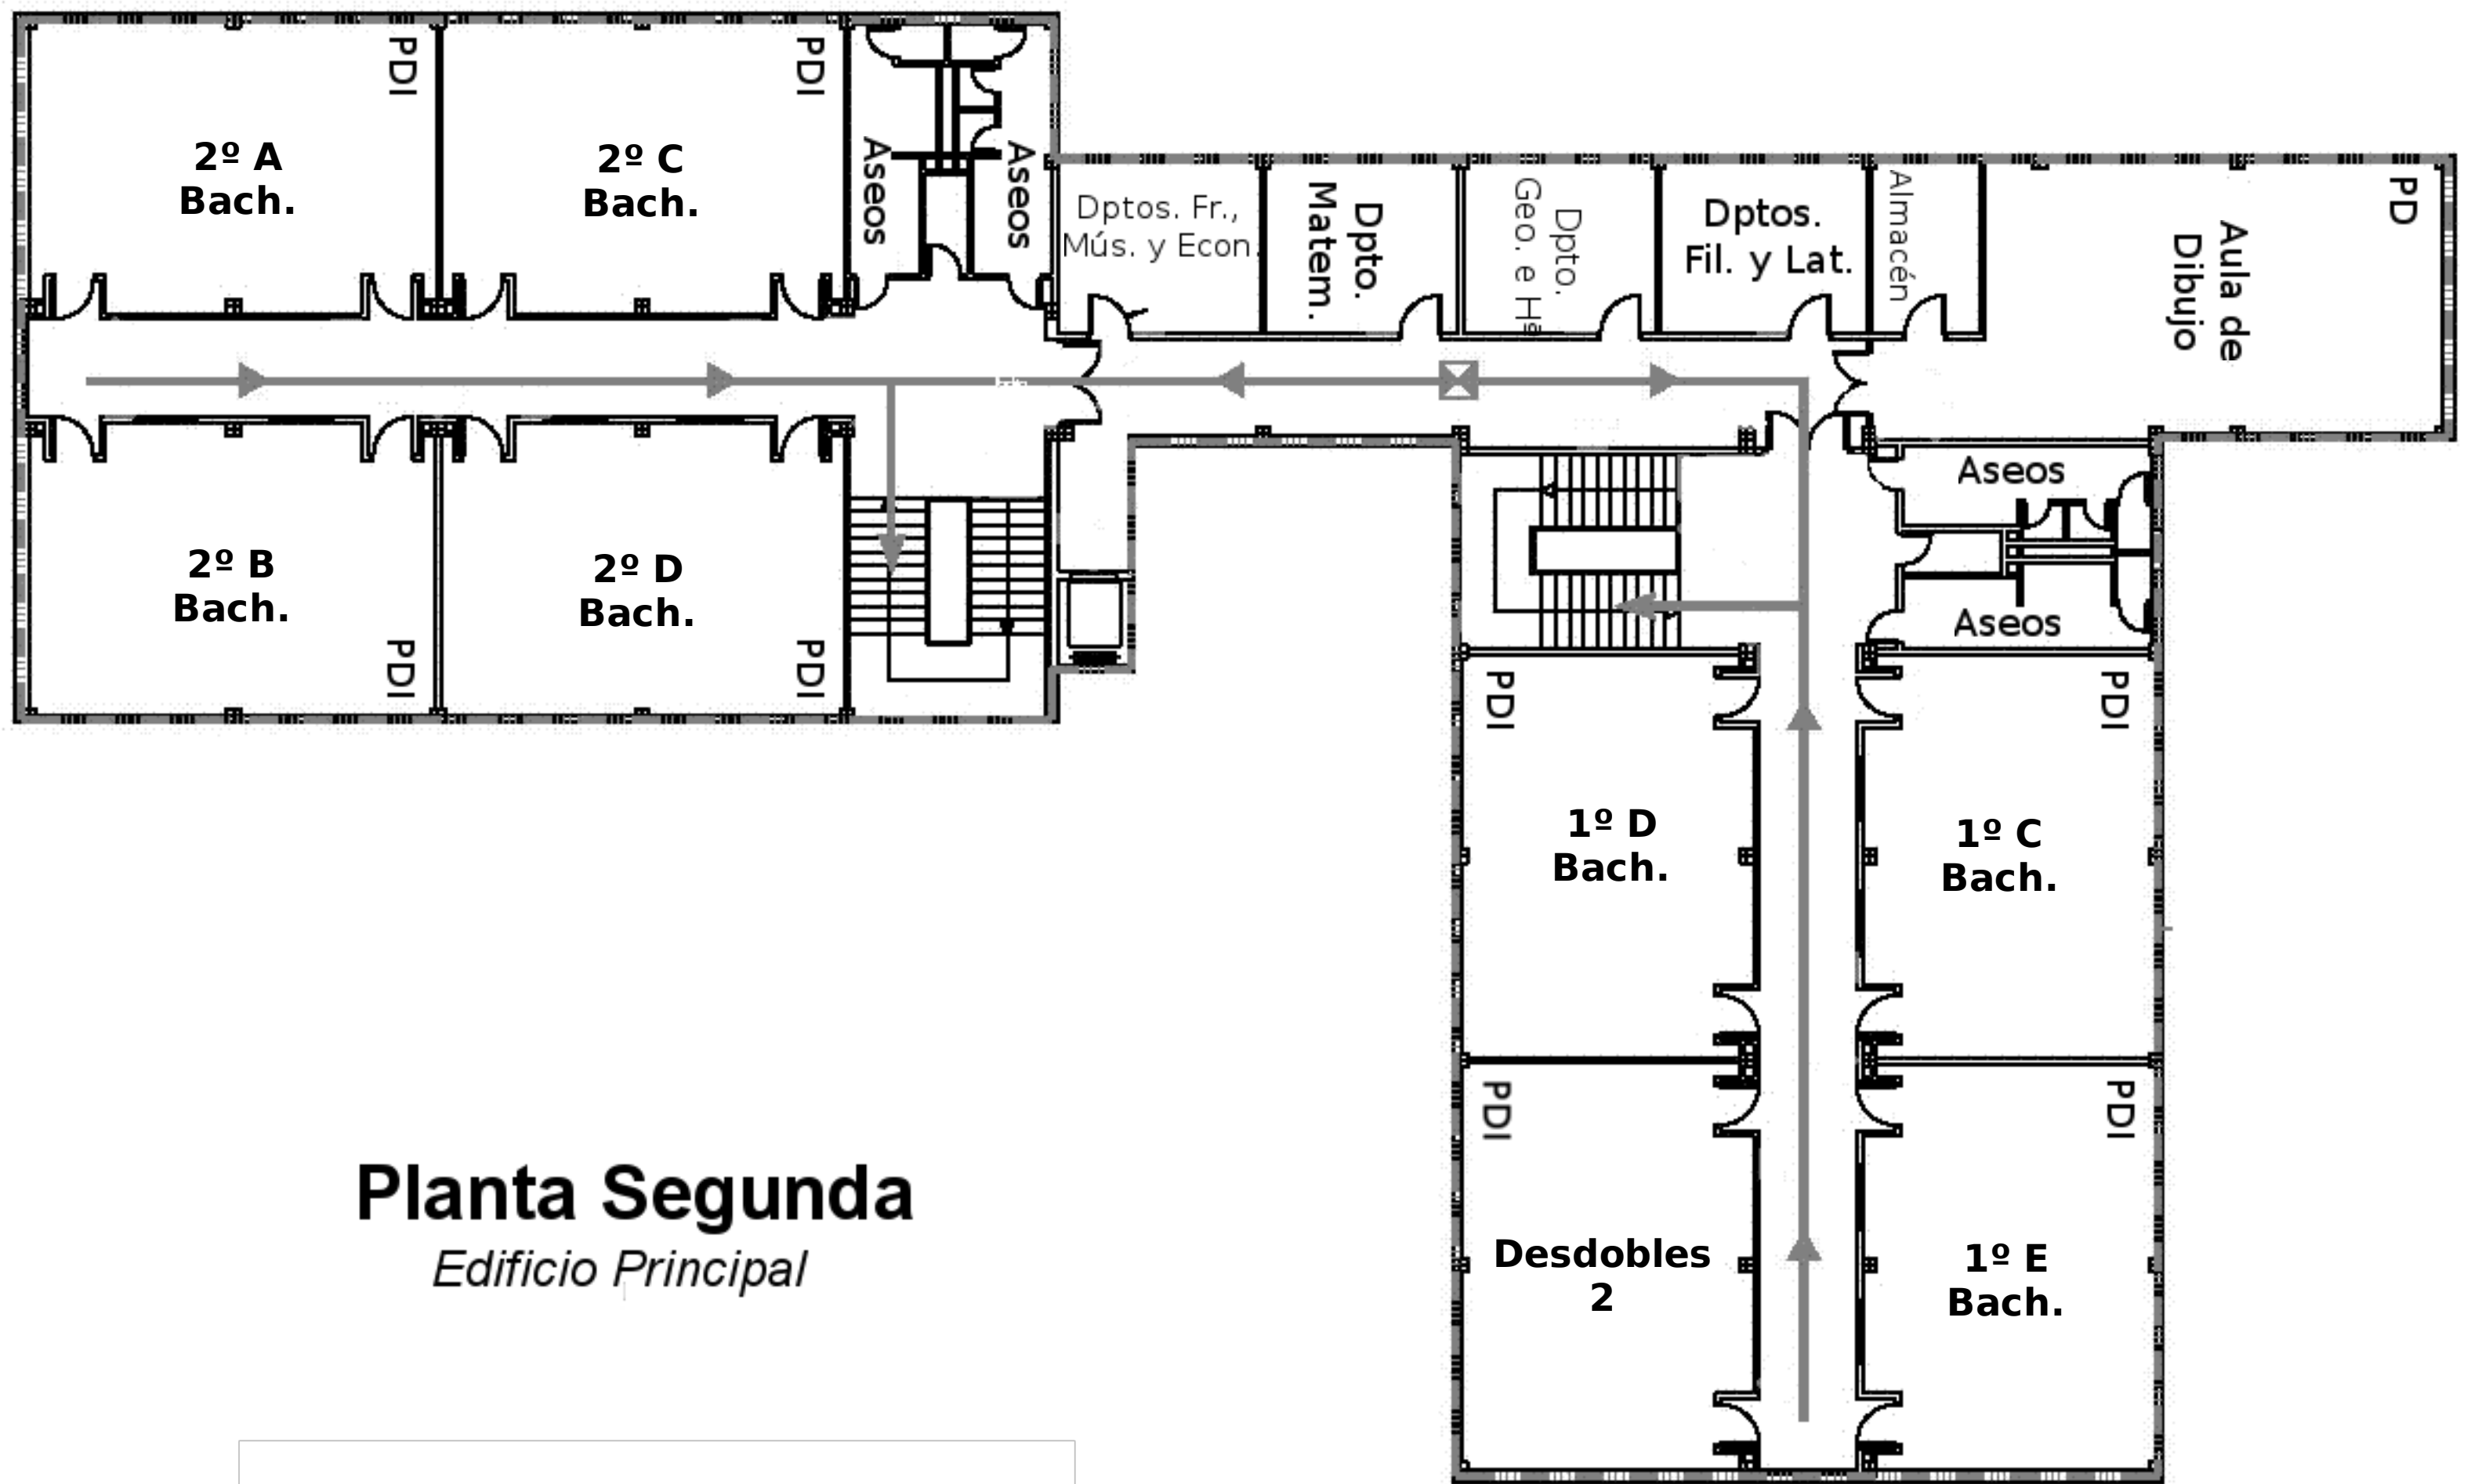 PDI
PDI
2º A
Bach.
2º C
Bach.
Aseos
Aseos
Dptos. Fr.,
Mús. y Econ.
Dpto.
Matem.
Dpto.
Geo. e Hª
Dptos.
Fil. y Lat.
Almacén
Aula de
Dibujo
PD
2º B
Bach.
2º D
Bach.
PDI
PDI
Aseos
Aseos
PDI
PDI
1º D
Bach.
1º C
Bach.
PDI
PDI
Desdobles
2
1º E
Bach.
Planta Segunda
Edificio Principal